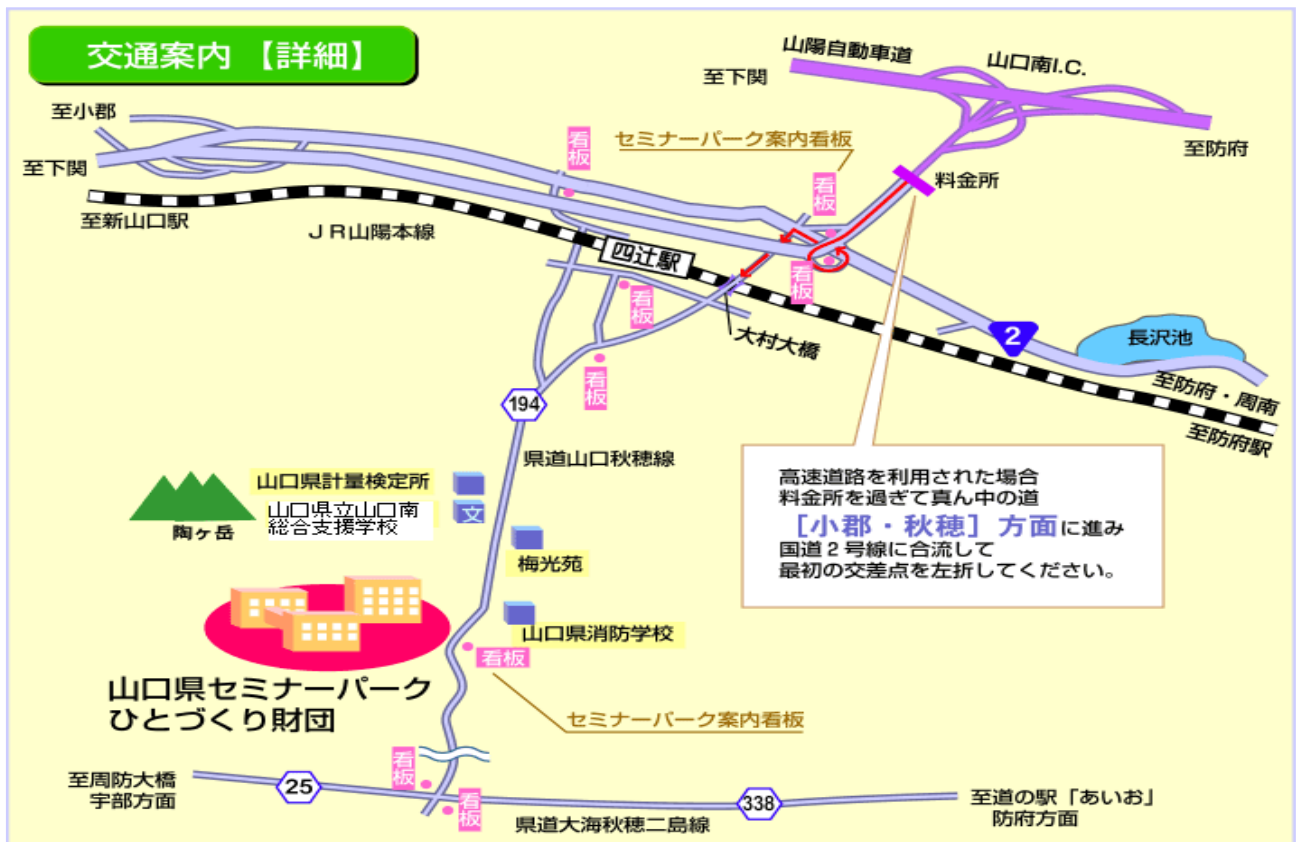 交通案内 【詳細】
山陽自動車道
山口南I.C.
至下関
至防府
料金所
至小郡
至下関
至新山口駅
JR山陽本線
セミナーパーク案内看板
看板
看板
看板
四辻駅
看板
大村大橋
2
長沢池
至防府・周南
至防府駅
看板
194
県道山口秋穂線
高速道路を利用された場合
料金所を過ぎて真ん中の道
［小郡・秋穂］方面に進み
国道2号線に合流して
最初の交差点を左折してください。
陶ヶ岳
山口県計量検定所
山口県立山口南
総合支援学校
文
梅光苑
山口県消防学校
看板
山口県セミナーパーク
ひとづくり財団
セミナーパーク案内看板
看板
看板
至周防大橋
宇部方面
25
338
県道大海秋穂二島線
至道の駅「あいお」
防府方面